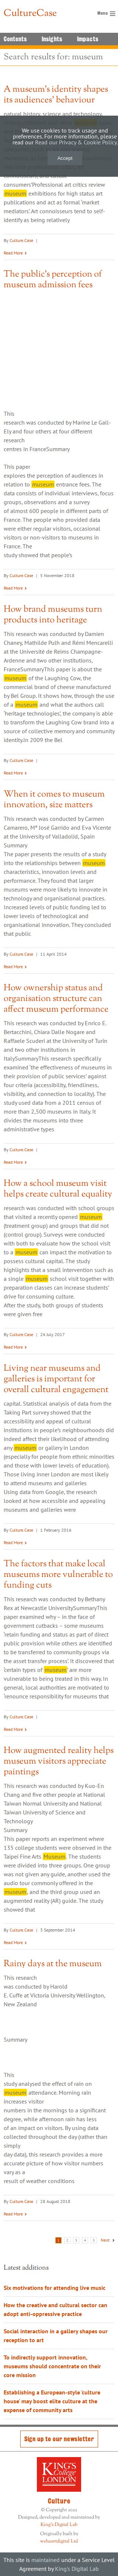 CultureCase
Menu
Contents Insights Impacts
Search results for: museum
A museum's identity shapes
its audiences' behaviour
natural history, science and technology
We are cookies to track usage and
preferences. For more information, please
read our Read our Privacy & Cookie Policy.
Accept
consumers?Professional art critics review
museum exhibitions for high status but
pragmatically and art fans accord 'market
mediators'. Art connoisseurs tend to self-
identify as being relatively
By Culture Case |
Read More >
The public's perception of
museum admission fees
This
research was conducted by Marine Le Gall-
Ely and four others at four different
research
centres in FranceSummary
This paper
explores the perception of audiences in
relation to museum entrance fees. The
data consists of individual interviews, focus
groups, observations and a survey
of almost 600 people in different parts of
France. The people who provided data
were either regular visitors, occasional
visitors or non-visitors to museums in
France. The
study showed that people's
By Culture Case | 5 November 2018
Read More >
How brand museums turn
products into heritage
This research was conducted by Damien
Chaney, Mathilde Pulh and Rémi Mencarelli
at the Université de Reims Champagne-
Ardenne and two other institutions,
FranceSummaryThis paper is about the
museum of the Laughing Cow, the
commercial brand of cheese manufactured
by Bel Group. It shows how, through the use
of a museum and what the authors call
'heritage technologies', the company is able
to transform the Laughing Cow brand into a
source of collective memory and community
identity.In 2009 the Bel
By Culture Case |
Read More >
When it comes to museum
innovation, size matters
This research was conducted by Carmen
Camarero, Mª José Garrido and Eva Vicente
at the University of Valladolid, Spain
Summary
The paper presents the results of a study
into the relationships between museum
characteristics, innovation levels and
performance. They found that larger
museums were more likely to innovate in
technology and organisational practices.
Increased levels of public funding led to
lower levels of technological and
organisational innovation. They concluded
that public
By Culture Case | 11 April 2014
Read More >
How ownership status and
organisation structure can
affect museum performance
This research was conducted by Enrico E.
Bertacchini, Chiara Dalle Nogare and
Raffaele Scuderi at the University of Turin
and two other institutions in
ItalySummaryThis research specifically
examined 'the effectiveness of museums in
their provision of public services' against
factors criteria (accessibility, friendliness,
visibility, and connection to locality). The
study used data from a 2011 census of
more than 2,500 museums in Italy. It
divides the museums into three
administrative types
By Culture Case |
Read More >
How a school museum visit
helps create cultural equality
research was conducted with school groups
that visited a recently opened museum
(treatment group) and groups that did not
(control group). Surveys were conducted
with both to evaluate how the school visit
to a museum can impact the motivation to
possess cultural capital. The study
highlights that a small intervention such as
a single museum school visit together with
preparation classes can increase students'
drive for consuming culture.
After the study, both groups of students
were given free
By Culture Case | 24 July 2017
Read More >
Living near museums and
galleries is important for
overall cultural engagement
capital. Statistical analysis of data from the
Taking Part survey showed that the
accessibility and appeal of cultural
institutions in people's neighbourhoods did
indeed affect their likelihood of attending
any museum or gallery in London
(especially for people from ethnic minorities
and those with lower levels of education).
Those living Inner London are most likely
to attend museums and galleries
Using data from Google, the research
looked at how accessible and appealing
museums and galleries were
By Culture Case | 1 February 2016
Read More >
The factors that make local
museums more vulnerable to
funding cuts
This research was conducted by Bethany
Rex at Newcastle UniversitySummaryThis
paper examined how – in the face of
government cutbacks – some museums
'retain funding and status as part of direct
public provision while others are identified
to be transferred to community groups via
the asset transfer process'. It discovered that
certain types of museum are more
vulnerable to being treated in this way. In
general, local authorities are motivated to
'renounce responsibility for museums that
By Culture Case |
Read More >
How augmented reality helps
museum visitors appreciate
paintings
This research was conducted by Kuo-En
Chang and five other people at National
Taiwan Normal University and National
Taiwan University of Science and
Technology
Summary
This paper reports an experiment where
135 college students were observed in the
Taipei Fine Arts Museum. The students
were divided into three groups. One group
was not given any guide, another used the
audio tour commonly offered in the
museum, and the third group used an
augmented reality (AR) guide. The study
showed that
By Culture Case | 3 September 2014
Read More >
Rainy days at the museum
This research
was conducted by Harold
E. Cuffe at Victoria University Wellington,
New Zealand
Summary
This
study analysed the effect of rain on
museum attendance. Morning rain
increases visitor
numbers in the mornings to a significant
degree, while afternoon rain has less
of an impact on daily visitors. By using
data collected throughout the day (rather than
simply
day data), this research provides a more
accurate picture of how visitor numbers
vary as a
result of weather conditions
By Culture Case | 28 August 2018
Read More >
1 2 3 4 5 Next >
Latest additions
Six motivations for attending live music
How the creative and cultural sector can
adopt anti-oppressive practice
Social interaction in a gallery shapes our
reception to art
To indirectly support innovation,
museums should concentrate on their
core mission
Establishing a European-style 'culture
house' may boost elite culture at the
expense of community arts
Sign up to our newsletter
KING'S
College
LONDON
Culture
© Copyright 2022
Designed, developed and maintained by
King's Digital Lab
Originally built by
websitedigital Ltd.
This site is maintained under a Service Level
Agreement by King's Digital Lab